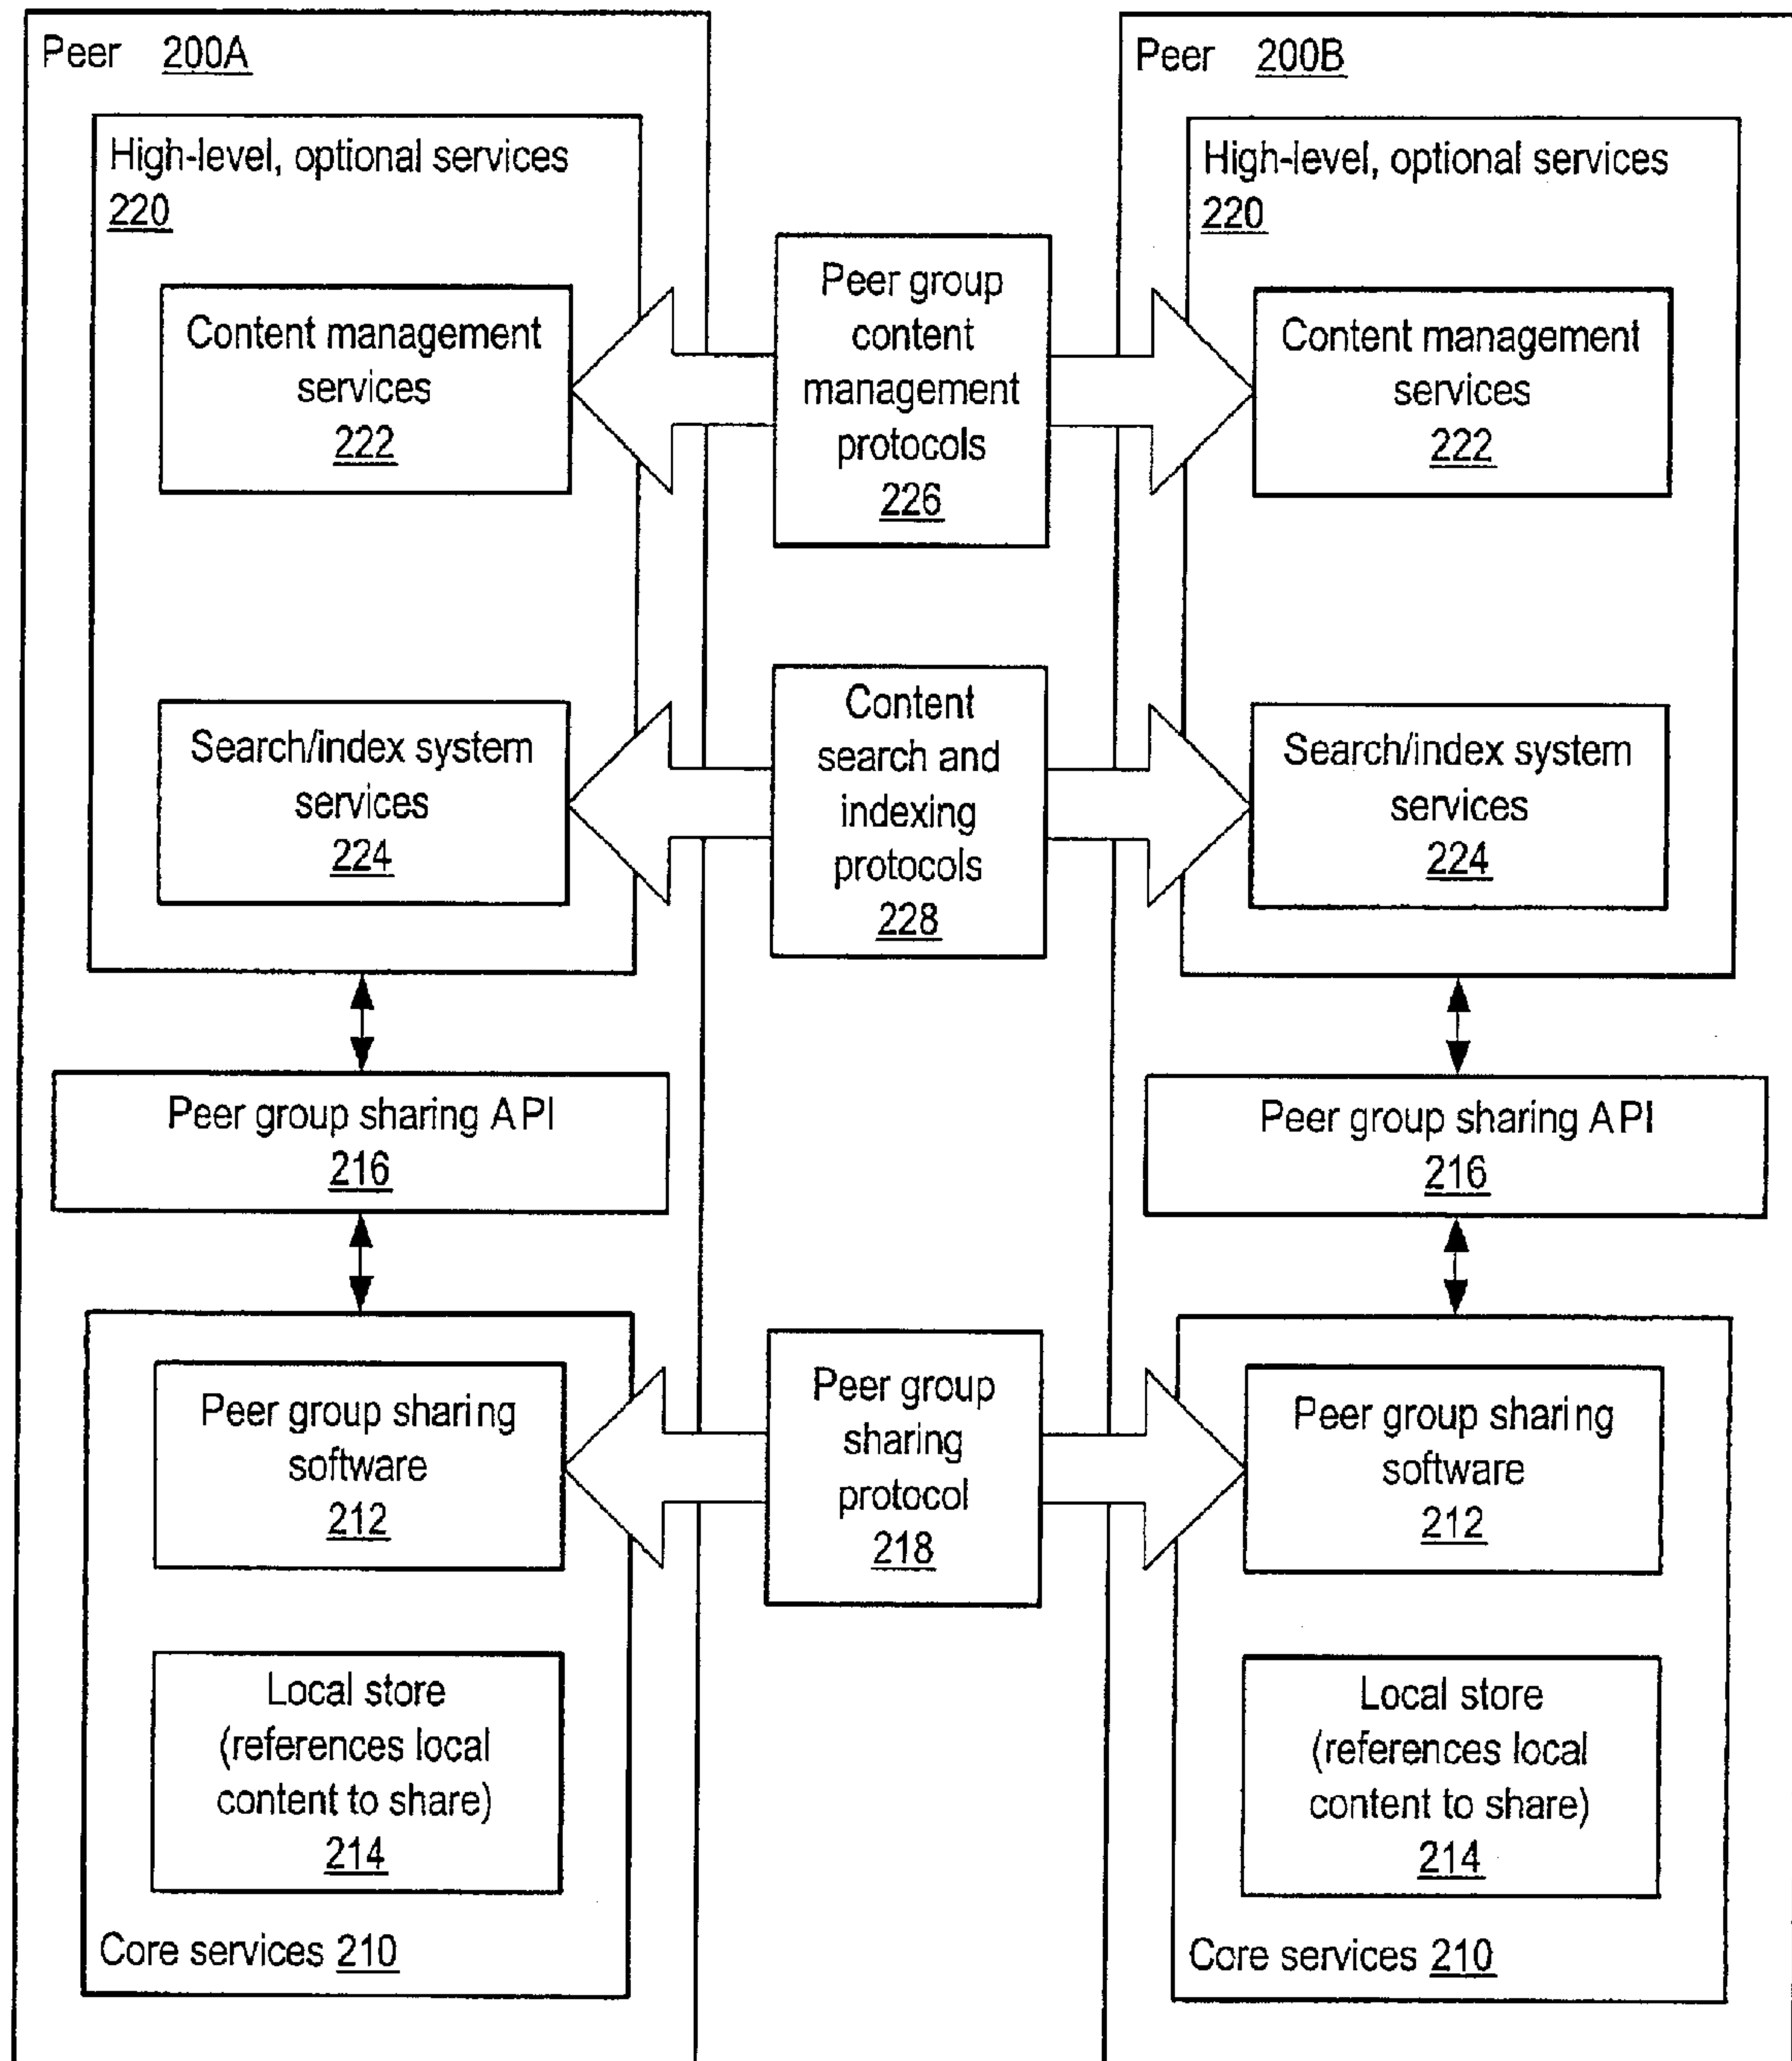 Peer 200A
High-level, optional services
220
Content management
services
222
Search/index system
services
224
Peer group sharing API
216
Peer group sharing
software
212
Local store
(references local
content to share)
214
Core services 210
Peer group
content
management
protocols
226
Content
search and
indexing
protocols
228
Peer group
sharing
protocol
218
Peer 200B
High-level, optional services
220
Content management
services
222
Search/index system
services
224
Peer group sharing API
216
Peer group sharing
software
212
Local store
(references local
content to share)
214
Core services 210